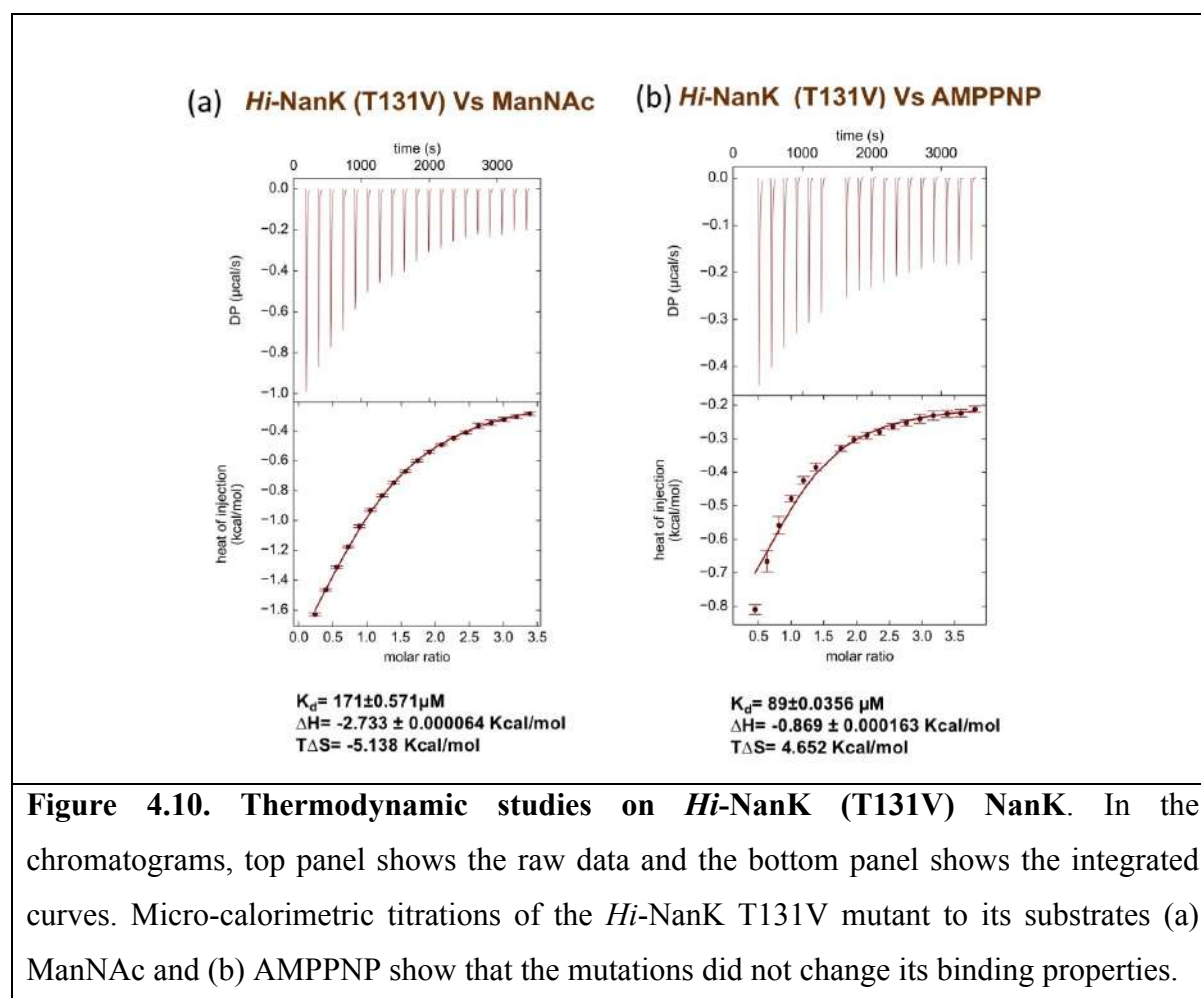 (a) Hi-NanK (T131V) Vs ManNAc
time (s)
0 1000 2000 3000
0.0
−0.2
−0.4
−0.6
−0.8
−1.0
DP (µcal/s)
−0.4
−0.6
−0.8
−1.0
−1.2
−1.4
−1.6
heat of injection
(kcal/mol)
0.0 0.5 1.0 1.5 2.0 2.5 3.0 3.5
molar ratio
Kd= 171±0.571µM
ΔH= -2.733 ± 0.000064 Kcal/mol
TΔS= -5.138 Kcal/mol
(b) Hi-NanK (T131V) Vs AMPPNP
time (s)
0 1000 2000 3000
0.0
−0.1
−0.2
−0.3
−0.4
DP (µcal/s)
−0.2
−0.3
−0.4
−0.5
−0.6
−0.7
−0.8
heat of injection
(kcal/mol)
0.5 1.0 1.5 2.0 2.5 3.0 3.5
molar ratio
Kd= 89±0.0356 µM
ΔH= -0.869 ± 0.000163 Kcal/mol
TΔS= 4.652 Kcal/mol
Figure 4.10. Thermodynamic studies on Hi-NanK (T131V) NanK. In the
chromatograms, top panel shows the raw data and the bottom panel shows the integrated
curves. Micro-calorimetric titrations of the Hi-NanK T131V mutant to its substrates (a)
ManNAc and (b) AMPPNP show that the mutations did not change its binding properties.